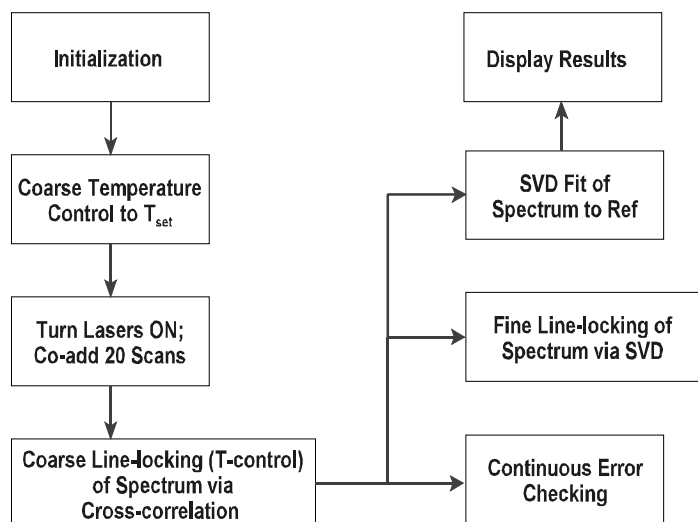 Initialization
Coarse Temperature
Control to Tset
Turn Lasers ON;
Co-add 20 Scans
Coarse Line-locking (T-control)
of Spectrum via
Cross-correlation
Display Results
SVD Fit of
Spectrum to Ref
Fine Line-locking of
Spectrum via SVD
Continuous Error
Checking